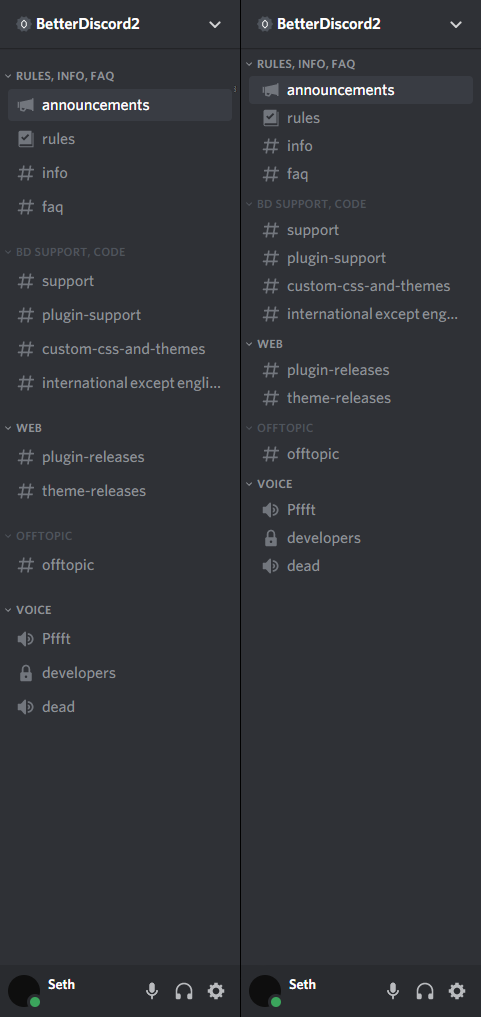 BetterDiscord2
RULES, INFO, FAQ
announcements
rules
info
faq
BD SUPPORT, CODE
support
plugin-support
custom-css-and-themes
international except engli...
WEB
plugin-releases
theme-releases
OFFTOPIC
offtopic
VOICE
Pffft
developers
dead
Seth
BetterDiscord2
RULES, INFO, FAQ
announcements
rules
info
faq
BD SUPPORT, CODE
support
plugin-support
custom-css-and-themes
international except eng...
WEB
plugin-releases
theme-releases
OFFTOPIC
offtopic
VOICE
Pffft
developers
dead
Seth